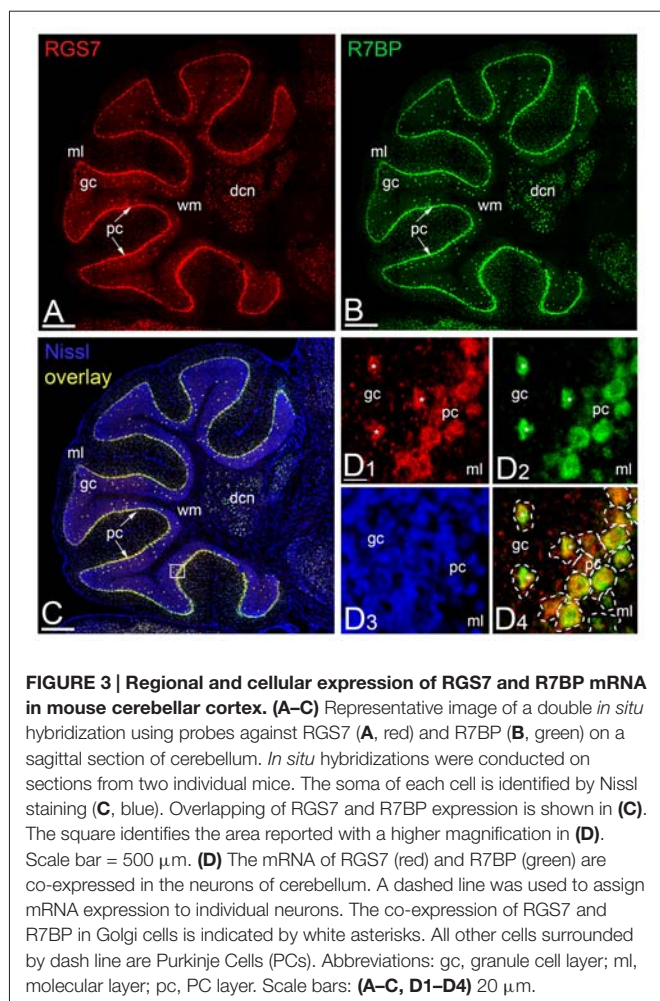 RGS7
R7BP
ml
gc
dcn
wm
pc
A
ml
gc
dcn
wm
pc
B
Nissl
overlay
ml
gc
dcn
wm
pc
C
*
gc
*
pc
*
D1
ml
*
gc
*
pc
*
D2
ml
gc
pc
D3
ml
gc
pc
D4
ml
FIGURE 3 | Regional and cellular expression of RGS7 and R7BP mRNA
in mouse cerebellar cortex. (A–C) Representative image of a double in situ
hybridization using probes against RGS7 (A, red) and R7BP (B, green) on a
sagittal section of cerebellum. In situ hybridizations were conducted on
sections from two individual mice. The soma of each cell is identified by Nissl
staining (C, blue). Overlapping of RGS7 and R7BP expression is shown in (C).
The square identifies the area reported with a higher magnification in (D).
Scale bar = 500 μm. (D) The mRNA of RGS7 (red) and R7BP (green) are
co-expressed in the neurons of cerebellum. A dashed line was used to assign
mRNA expression to individual neurons. The co-expression of RGS7 and
R7BP in Golgi cells is indicated by white asterisks. All other cells surrounded
by dash line are Purkinje Cells (PCs). Abbreviations: gc, granule cell layer; ml,
molecular layer; pc, PC layer. Scale bars: (A–C, D1–D4) 20 μm.